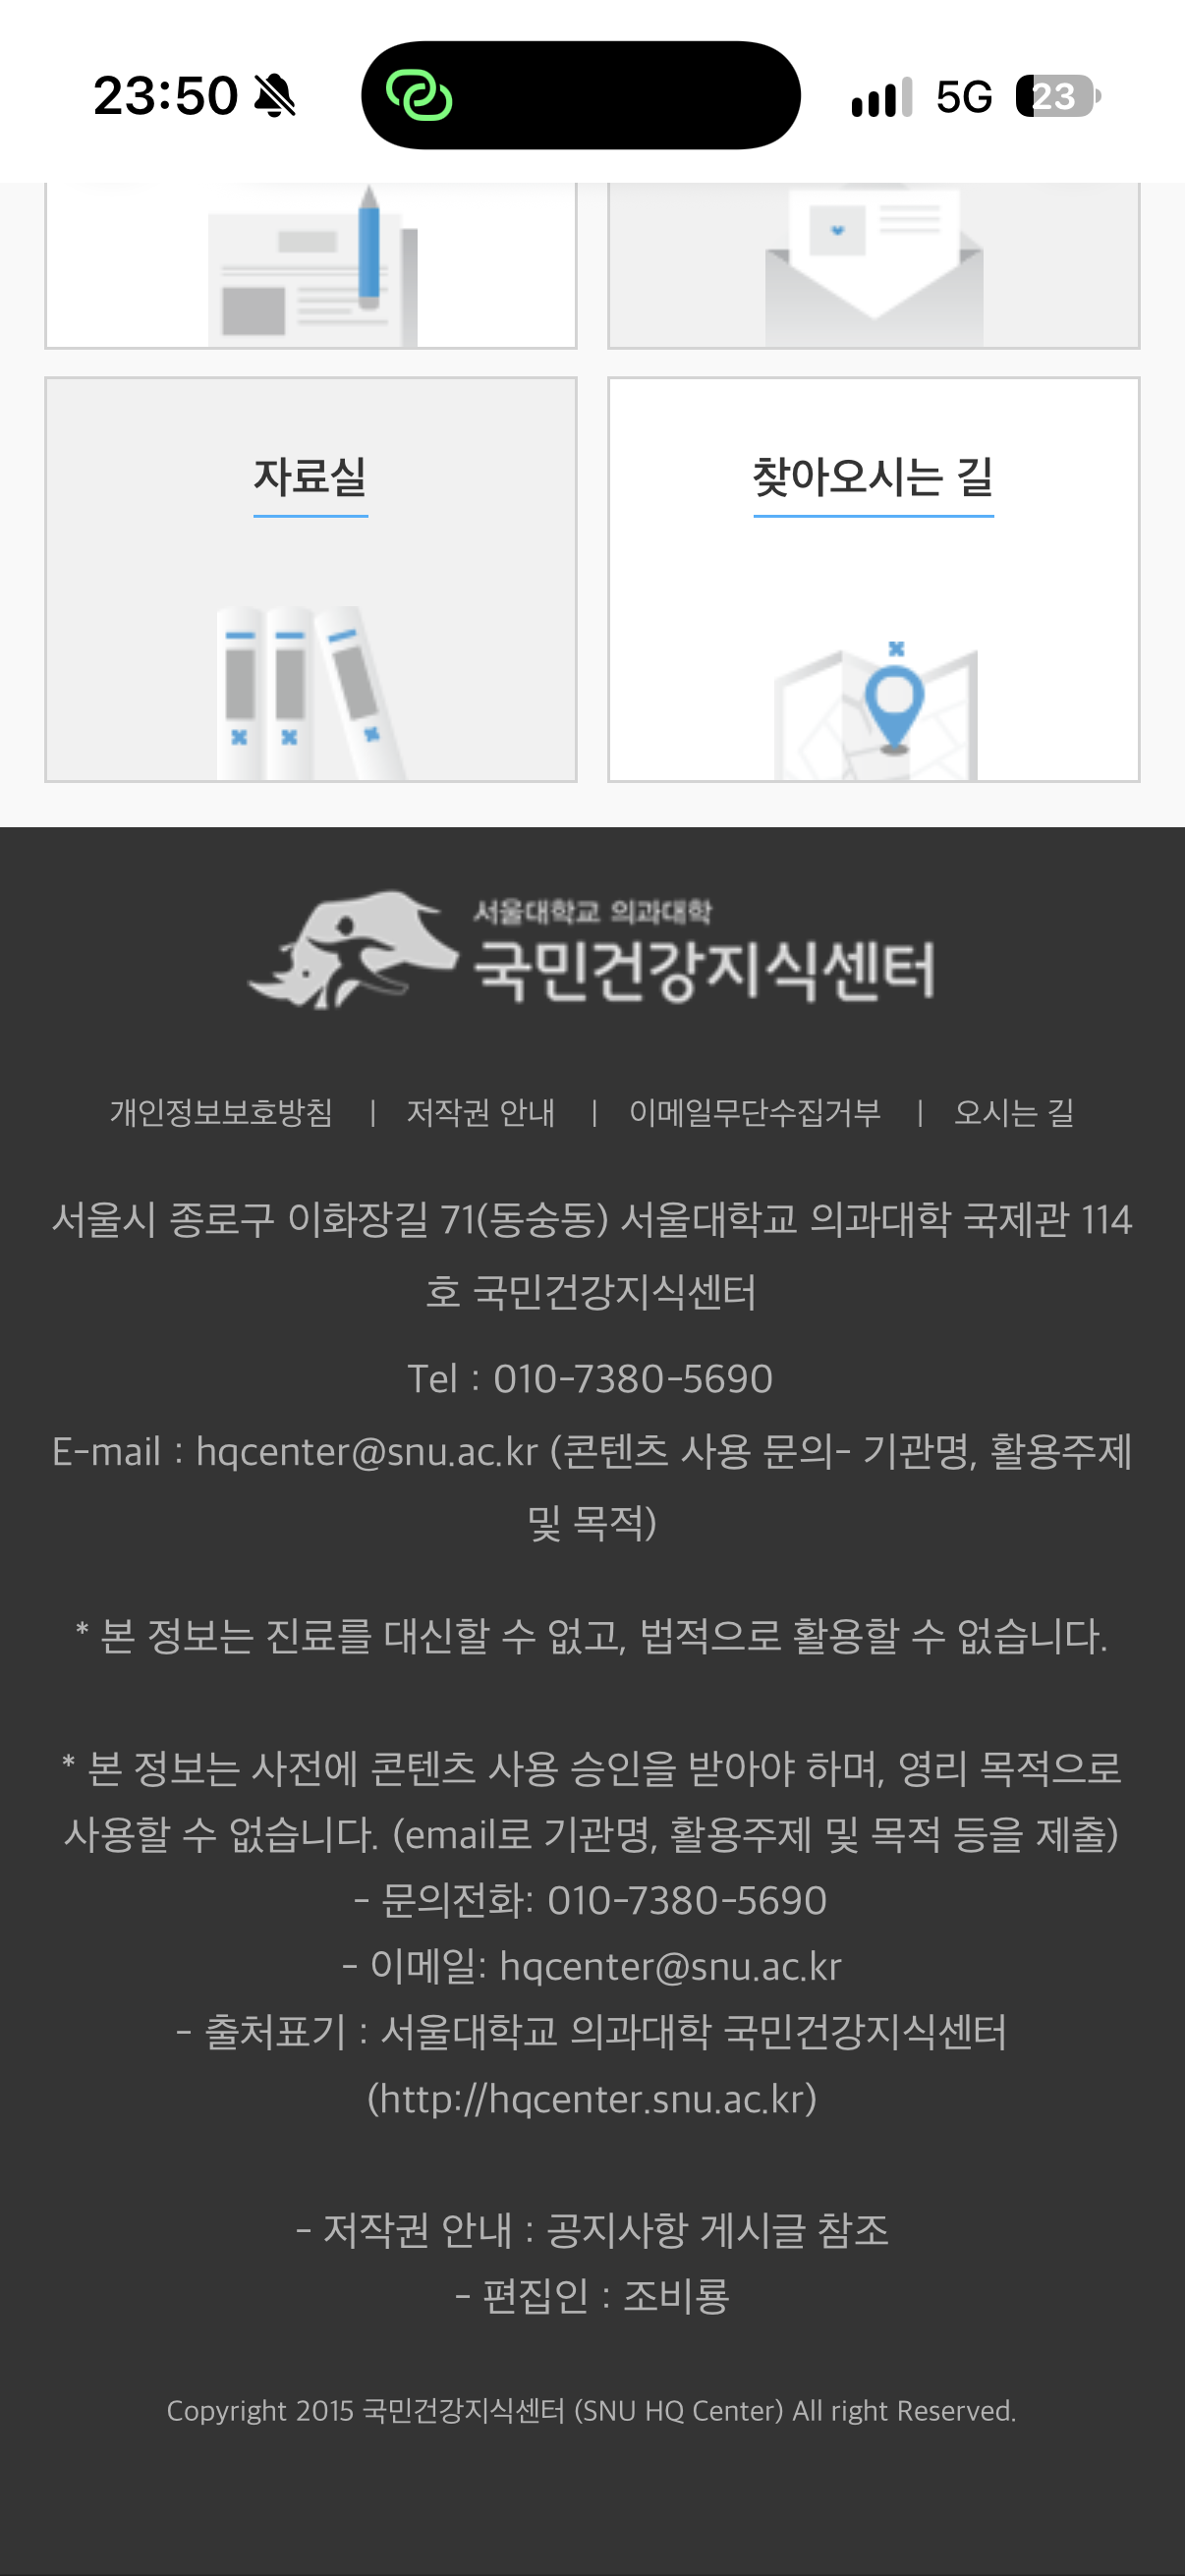 23:50 5G 23
자료실
찾아오시는 길
서울대학교 의과대학
국민건강지식센터
개인정보보호방침 | 저작권 안내 | 이메일무단수집거부 | 오시는 길
서울시 종로구 이화장길 71(동숭동) 서울대학교 의과대학 국제관 114
호 국민건강지식센터
Tel : 010-7380-5690
E-mail : hqcenter@snu.ac.kr (콘텐츠 사용 문의- 기관명, 활용주제
및 목적)
* 본 정보는 진료를 대신할 수 없고, 법적으로 활용할 수 없습니다.
* 본 정보는 사전에 콘텐츠 사용 승인을 받아야 하며, 영리 목적으로
사용할 수 없습니다. (email로 기관명, 활용주제 및 목적 등을 제출)
- 문의전화: 010-7380-5690
- 이메일: hqcenter@snu.ac.kr
- 출처표기 : 서울대학교 의과대학 국민건강지식센터
(http://hqcenter.snu.ac.kr)
- 저작권 안내 : 공지사항 게시글 참조
- 편집인 : 조비룡
Copyright 2015 국민건강지식센터 (SNU HQ Center) All right Reserved.